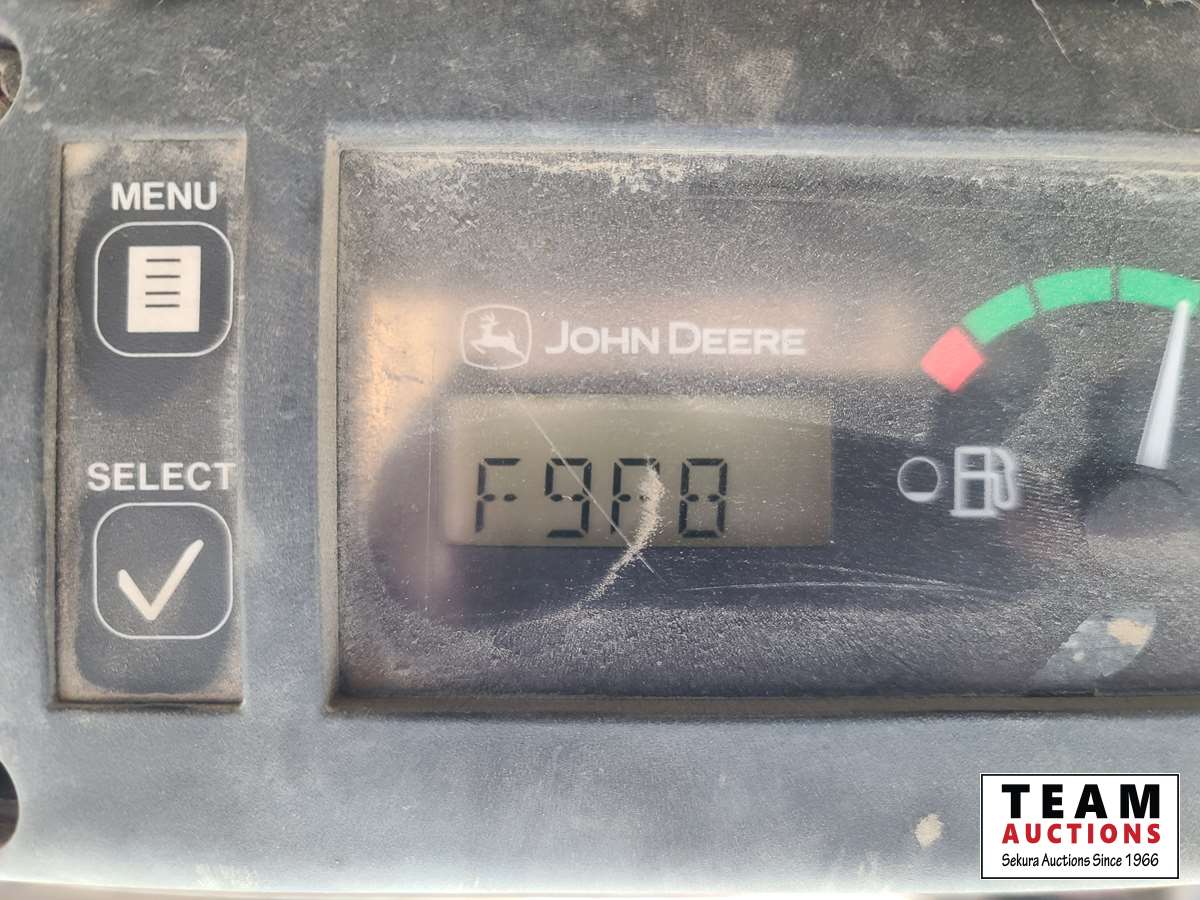 MENU
JOHN DEERE
SELECT
F9F8
TEAM
AUCTIONS
Sekura Auctions Since 1966